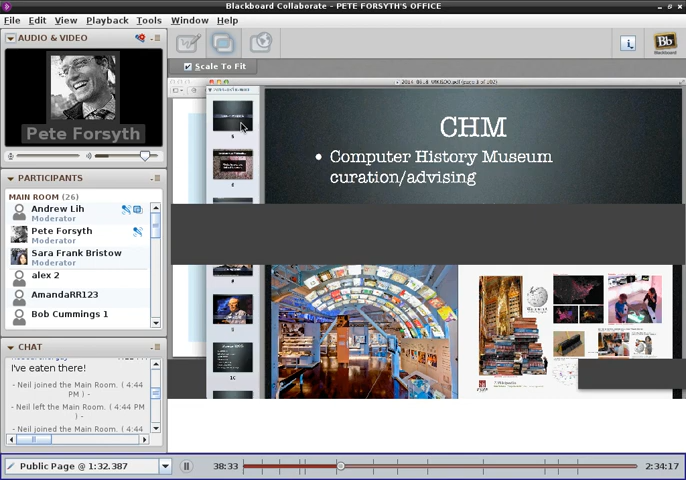 Blackboard Collaborate - PETE FORSYTH'S OFFICE
File Edit View Playback Tools Window Help
AUDIO & VIDEO
Pete Forsyth
Scale To Fit
i
Bb
CHM
• Computer History Museum
curation/advising
PARTICIPANTS
MAIN ROOM (26)
Andrew Lih
Moderator
Pete Forsyth
Moderator
Sara Frank Bristow
Moderator
alex 2
AmandaRR123
Bob Cummings 1
CHAT
I've eaten there!
- Neil joined the Main Room. ( 4:44
PM ) -
- Neil left the Main Room. ( 4:44
PM ) -
- Neil joined the Main Room. ( 4:44
Public Page @ 1:32.387
38:33
2:34:17